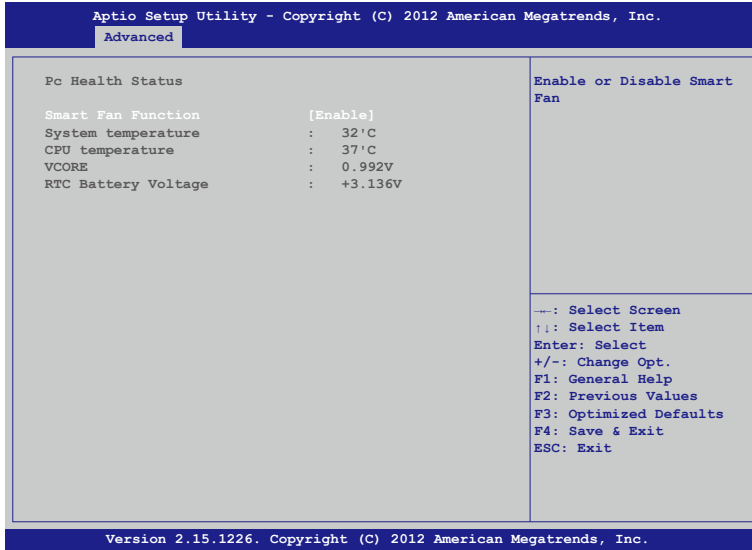 Aptio Setup Utility - Copyright (C) 2012 American Megatrends, Inc.
Advanced
Pc Health Status
Smart Fan Function [Enable]
System temperature : 32'C
CPU temperature : 37'C
VCORE : 0.992V
RTC Battery Voltage : +3.136V
Enable or Disable Smart
Fan
→←: Select Screen
↑↓: Select Item
Enter: Select
+/-: Change Opt.
F1: General Help
F2: Previous Values
F3: Optimized Defaults
F4: Save & Exit
ESC: Exit
Version 2.15.1226. Copyright (C) 2012 American Megatrends, Inc.